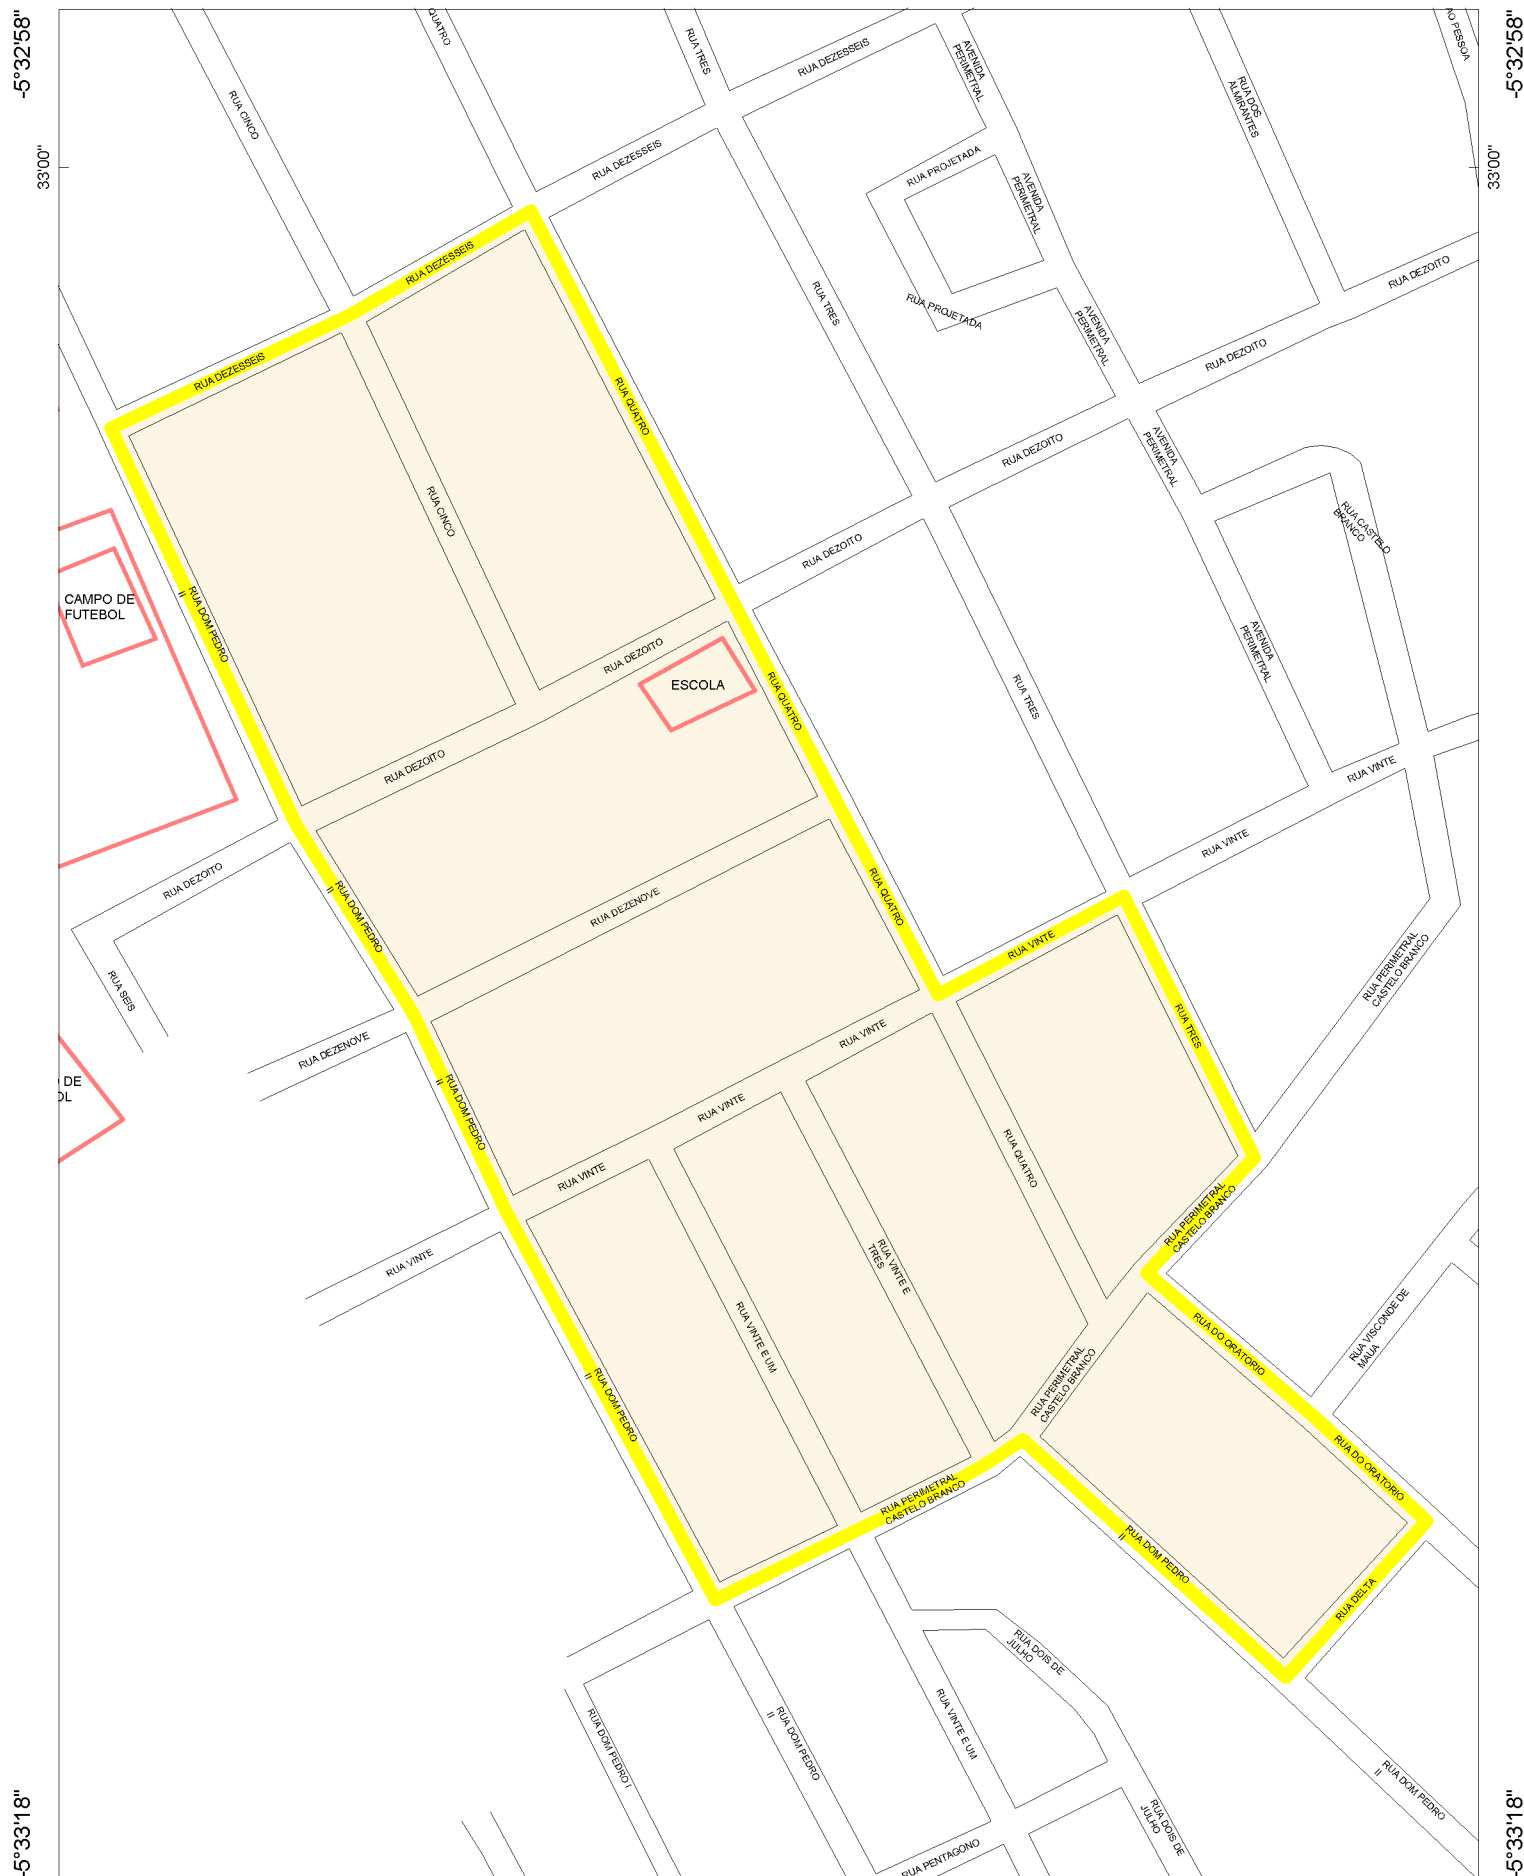 -5°32'58"
-5°32'58"
QUATRO
RUA TRES
RUA DEZESSEIS
AVENIDA
PERIMETRAL
AO PESSOA
RUA CINCO
RUA DOS
ALMIRANTES
33'00"
33'00"
RUA DEZESSEIS
RUA PROJETADA
AVENIDA
PERIMETRAL
RUA DEZESSEIS
RUA DEZOITO
RUA TRES
RUA PROJETADA
AVENIDA
PERIMETRAL
RUA DEZESSEIS
RUA DEZOITO
RUA QUATRO
RUA DEZOITO
AVENIDA
PERIMETRAL
RUA CINCO
RUA CASTELO
BRANCO
RUA DEZOITO
CAMPO DE
FUTEBOL
RUA DOM PEDRO
II
RUA DEZOITO
AVENIDA
PERIMETRAL
ESCOLA
RUA QUATRO
RUA TRES
RUA DEZOITO
RUA VINTE
RUA VINTE
RUA DEZOITO
RUA DOM PEDRO
II
RUA DEZENOVE
RUA QUATRO
RUA VINTE
RUA PERIMETRAL
CASTELO BRANCO
RUA SEIS
RUA DEZENOVE
RUA VINTE
RUA TRES
DE
OL
RUA DOM PEDRO
II
RUA VINTE
RUA VINTE
RUA QUATRO
RUA PERIMETRAL
CASTELO BRANCO
RUA VINTE
RUA VINTE E
TRES
RUA VINTE E UM
RUA DO ORATORIO
RUA VISCONDE DE
MAUA
RUA PERIMETRAL
CASTELO BRANCO
RUA DOM PEDRO
II
RUA DO ORATORIO
RUA PERIMETRAL
CASTELO BRANCO
RUA DOM PEDRO
II
RUA DELTA
RUA DOIS DE
JULHO
RUA DOM PEDRO I
RUA DOM PEDRO
II
RUA VINTE E UM
RUA DOM PEDRO
II
RUA DOIS DE
JULHO
RUA PENTAGONO
-5°33'18"
-5°33'18"